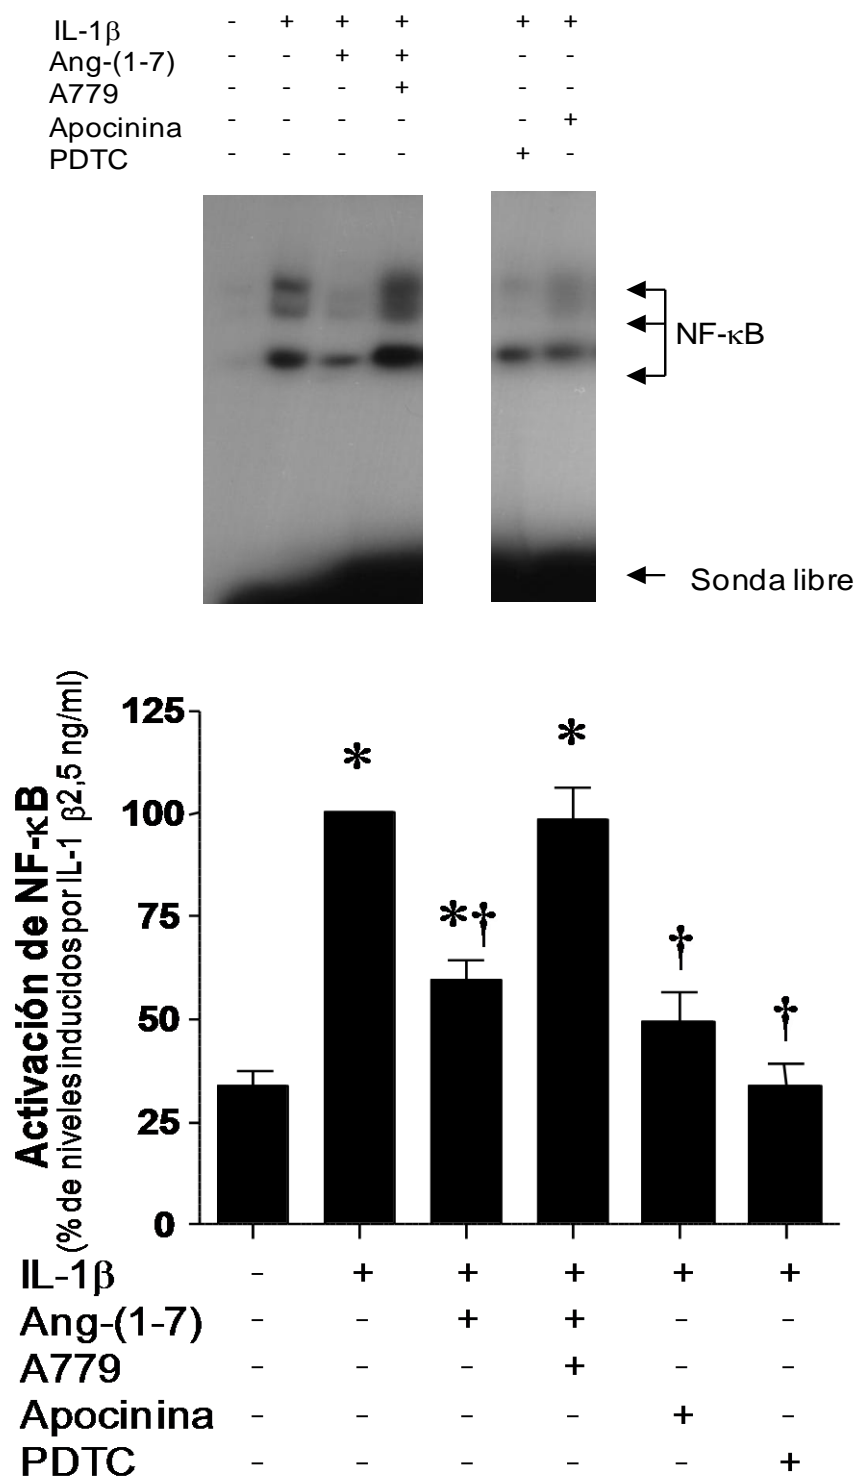 IL-1β - + + + + +
Ang-(1-7) - - + + - -
A779 - - - + - -
Apocinina - - - - - +
PDTC - - - - + -
NF-κB
Sonda libre
Activación de NF-κB
(% de niveles inducidos por IL-1 β2,5 ng/ml)
125
100
75
50
25
0
*
*†
*
†
†
IL-1β - + + + + +
Ang-(1-7) - - + + - -
A779 - - - + - -
Apocinina - - - - + -
PDTC - - - - - +